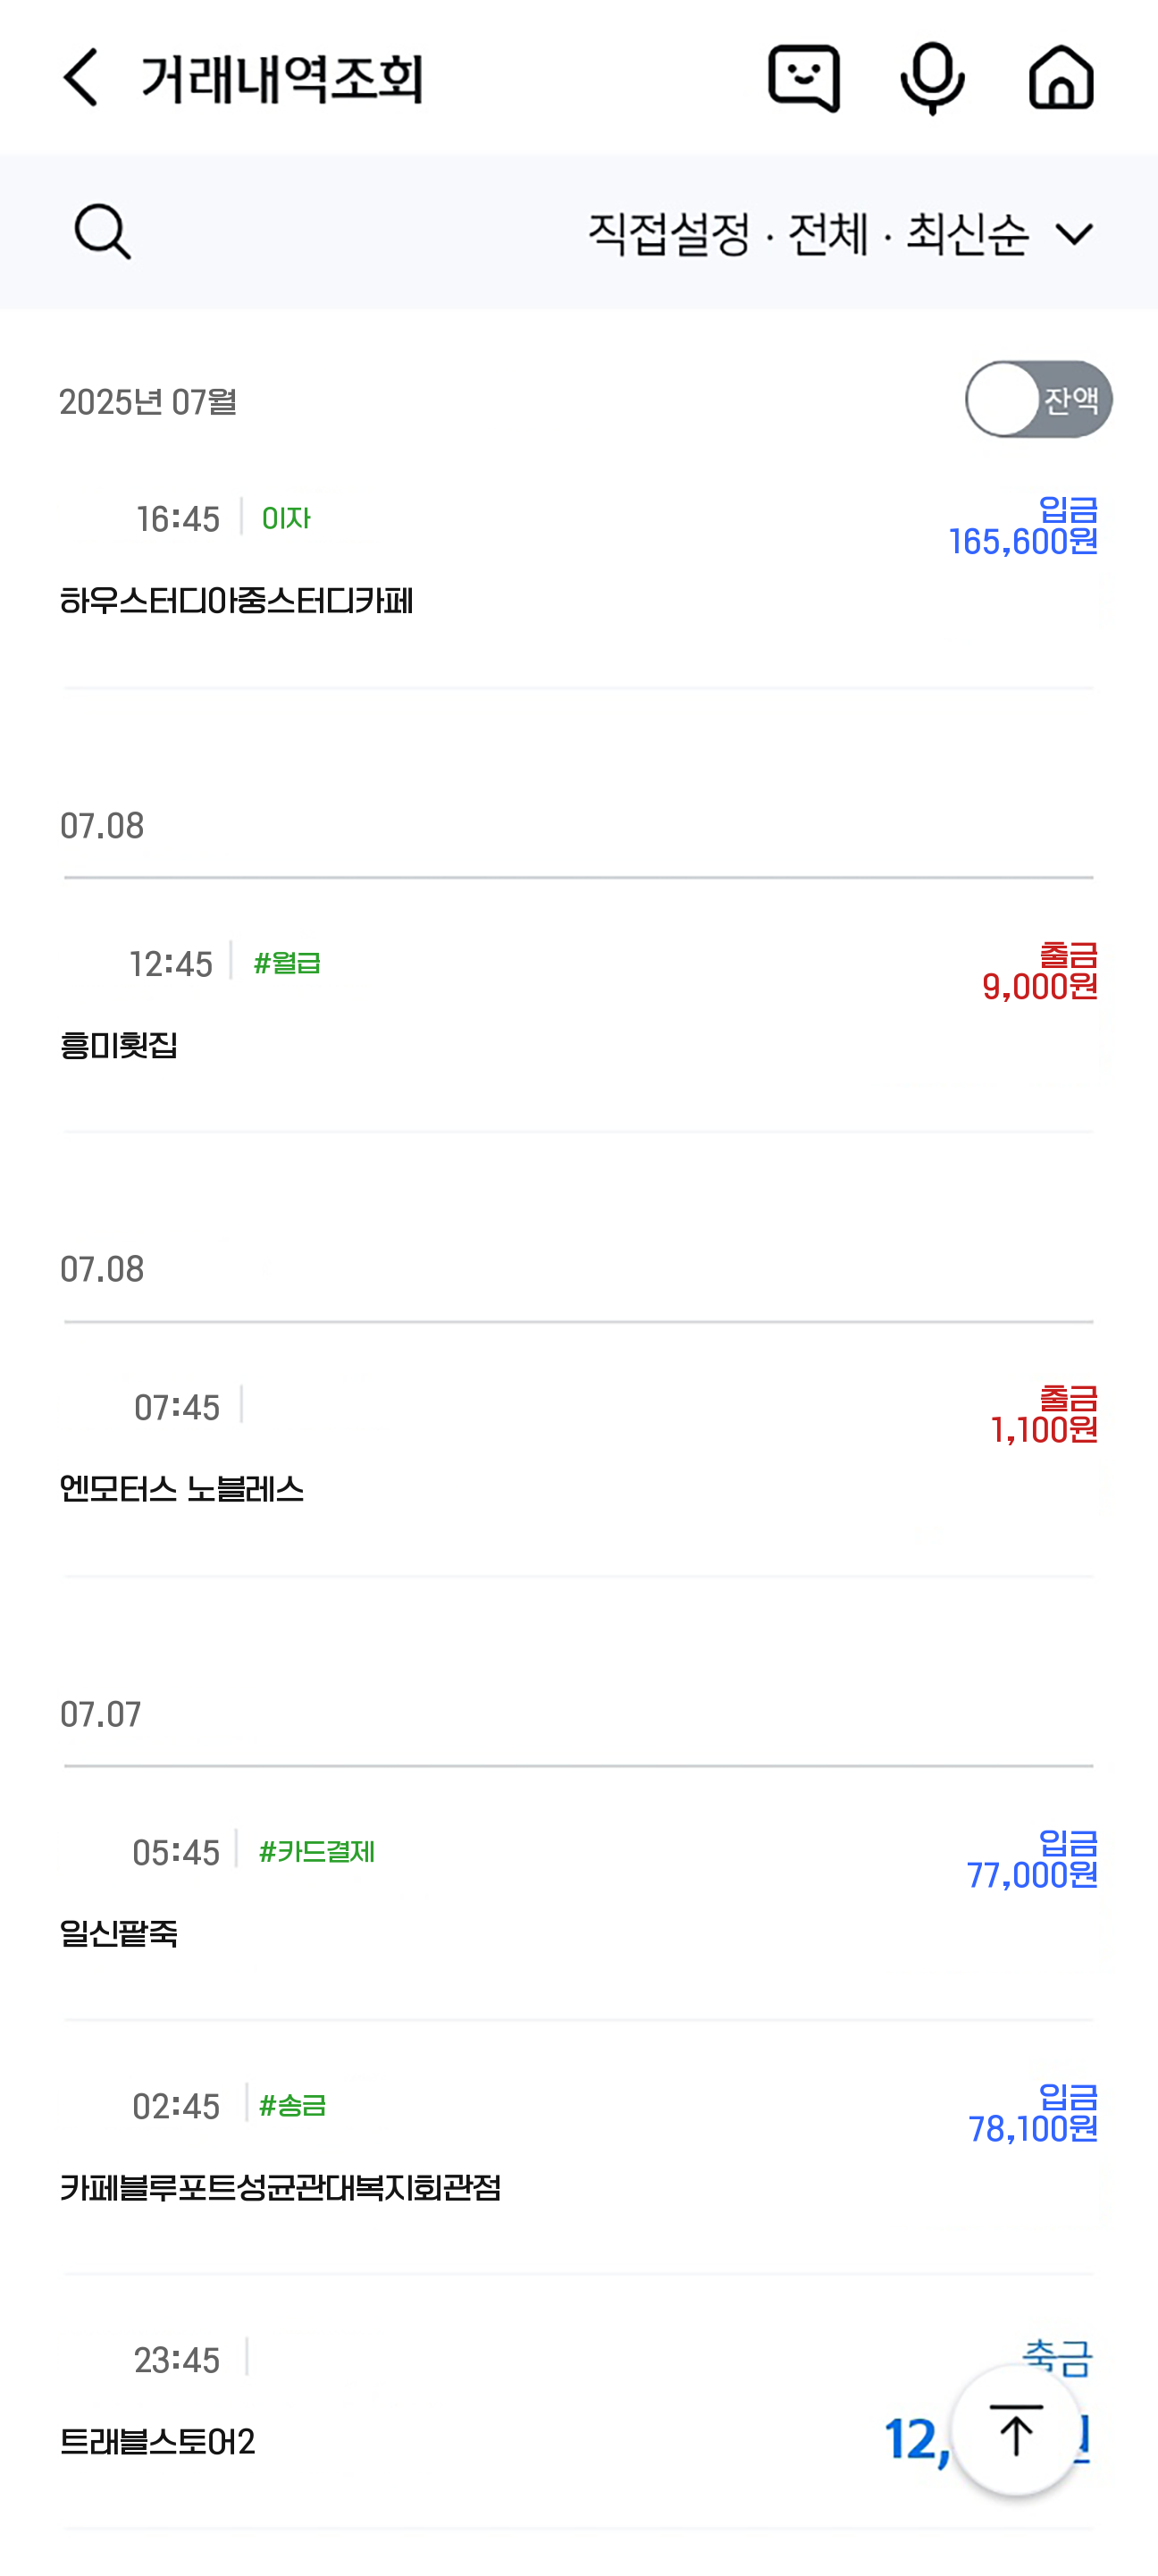 거래내역조회
직접설정 · 전체 · 최신순
2025년 07월
잔액
16:45 이자
입금
165,600원
하우스터디아중스터디카페
07.08
12:45 #월급
출금
9,000원
흥미횟집
07.08
07:45
출금
1,100원
엔모터스 노블레스
07.07
05:45 #카드결제
입금
77,000원
일신팥죽
02:45 #송금
입금
78,100원
카페블루포트성균관대복지회관점
23:45
트래블스토어2
12,